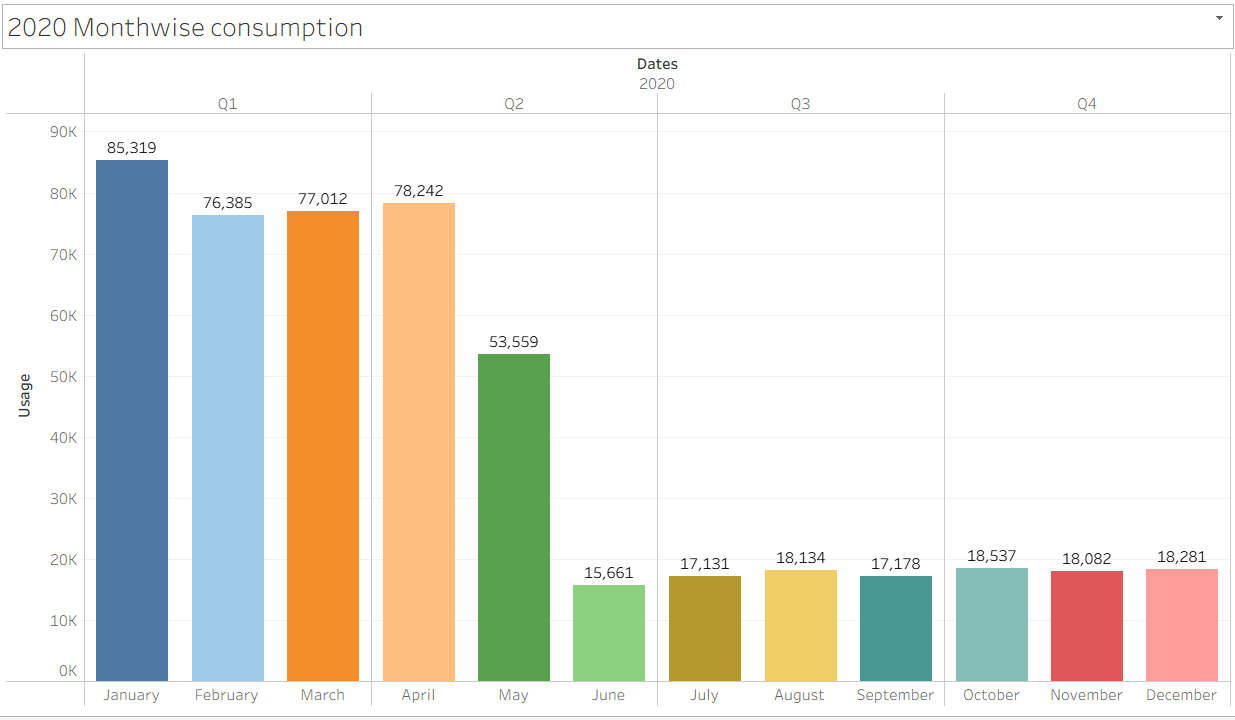 2020 Monthwise consumption
Dates
2020
Q1 Q2 Q3 Q4
90K
80K
70K
60K
50K
40K
30K
20K
10K
0K
Usage
85,319 76,385 77,012 78,242 53,559 15,661 17,131 18,134 17,178 18,537 18,082 18,281
January February March April May June July August September October November December